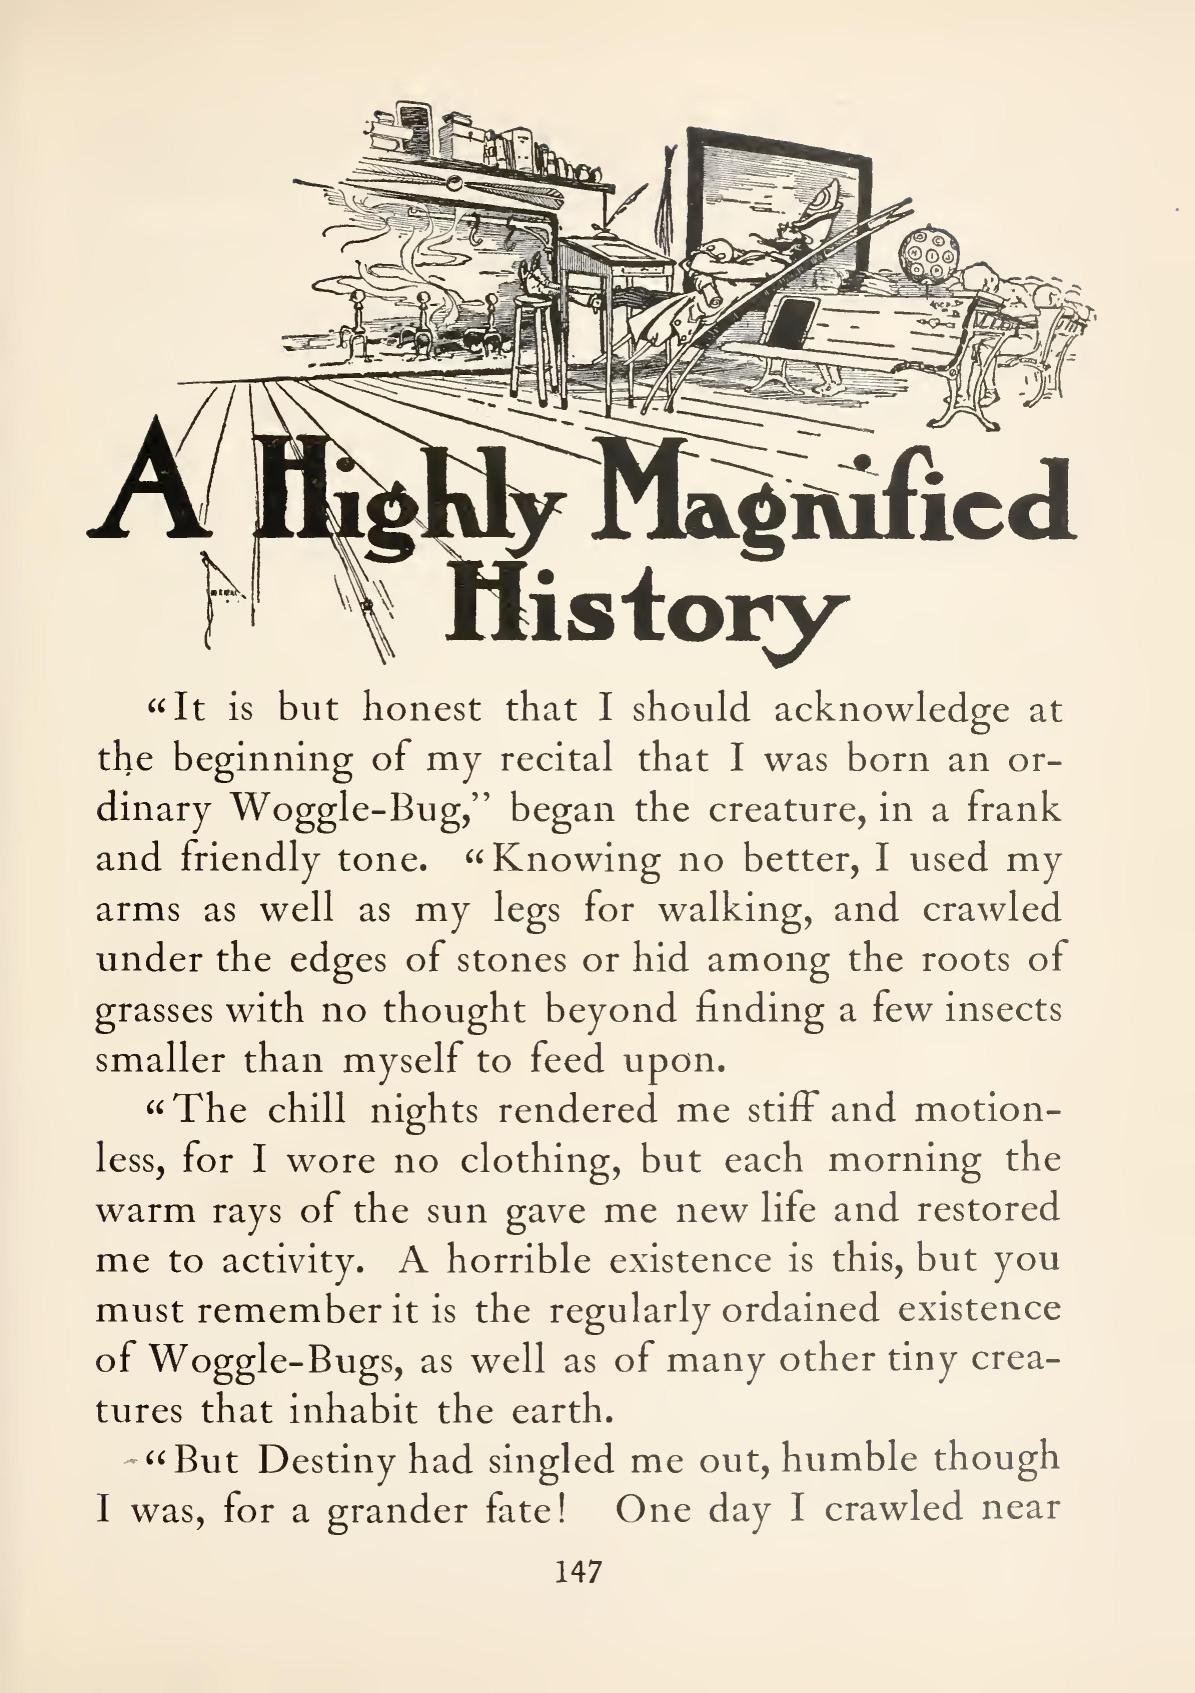 A Highly Magnified
History
“It is but honest that I should acknowledge at
the beginning of my recital that I was born an or-
dinary Woggle-Bug,” began the creature, in a frank
and friendly tone. “Knowing no better, I used my
arms as well as my legs for walking, and crawled
under the edges of stones or hid among the roots of
grasses with no thought beyond finding a few insects
smaller than myself to feed upon.
“The chill nights rendered me stiff and motion-
less, for I wore no clothing, but each morning the
warm rays of the sun gave me new life and restored
me to activity. A horrible existence is this, but you
must remember it is the regularly ordained existence
of Woggle-Bugs, as well as of many other tiny crea-
tures that inhabit the earth.
“But Destiny had singled me out, humble though
I was, for a grander fate! One day I crawled near
147